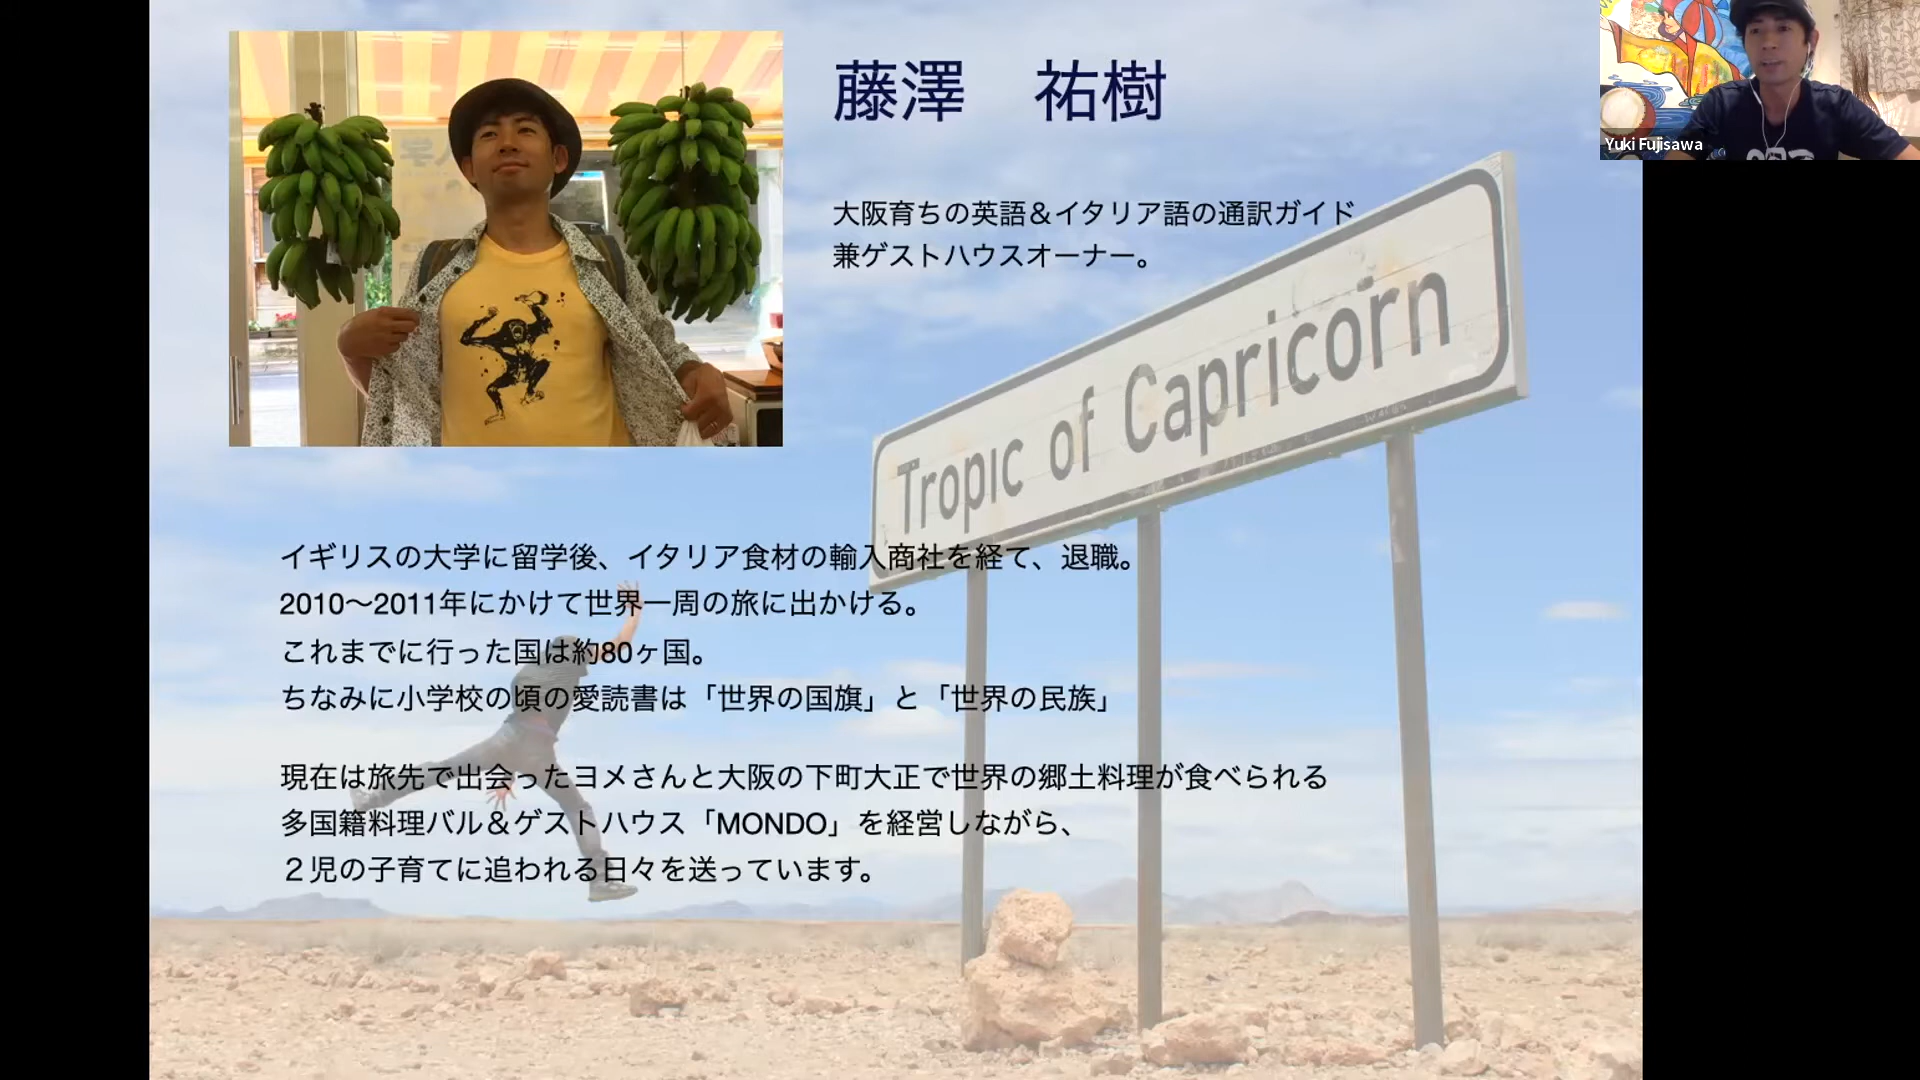 藤澤　祐樹
Yuki Fujisawa
大阪育ちの英語＆イタリア語の通訳ガイド
兼ゲストハウスオーナー。
Tropic of Capricorn
イギリスの大学に留学後、イタリア食材の輸入商社を経て、退職。
2010〜2011年にかけて世界一周の旅に出かける。
これまでに行った国は約80ヶ国。
ちなみに小学校の頃の愛読書は「世界の国旗」と「世界の民族」
現在は旅先で出会ったヨメさんと大阪の下町大正で世界の郷土料理が食べられる
多国籍料理バル＆ゲストハウス「MONDO」を経営しながら、
２児の子育てに追われる日々を送っています。